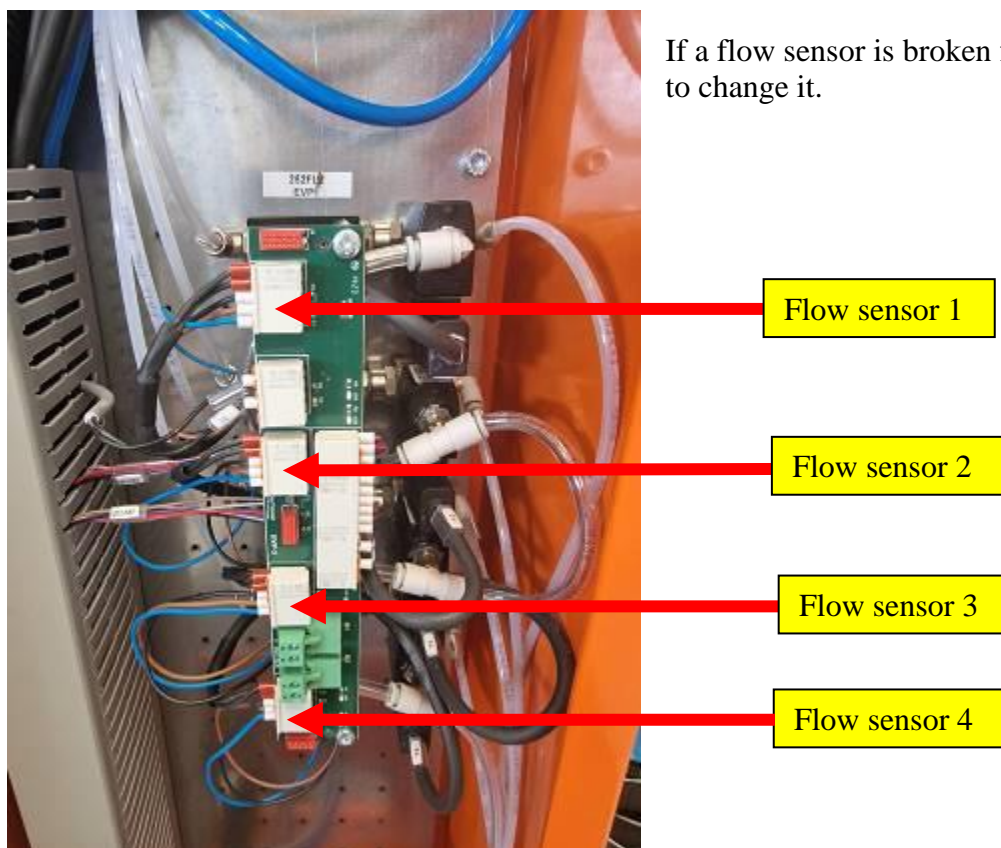 If a flow sensor is broken
to change it.
Flow sensor 1
Flow sensor 2
Flow sensor 3
Flow sensor 4